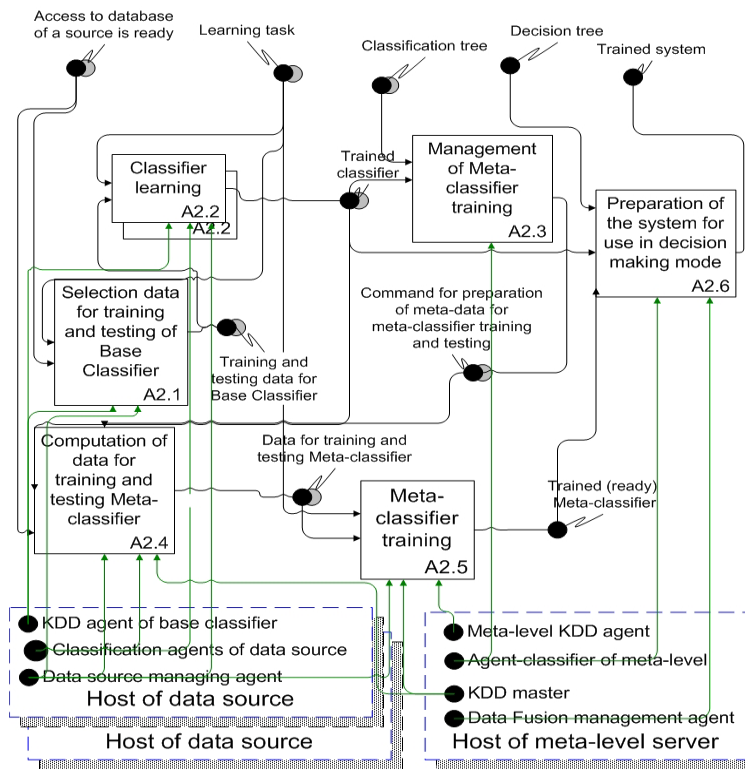 Access to database
of a source is ready
Learning task
Classification tree
Decision tree
Trained system
Classifier
learning
A2.2
A2.2
Trained
classifier
Management
of Meta-
classifier
training
A2.3
Preparation of
the system for
use in decision
making mode
A2.6
Selection data
for training
and testing of
Base
Classifier
A2.1
Training and
testing data for
Base Classifier
Command for preparation
of meta-data for
meta-classifier training
and testing
Computation of
data for
training and
testing Meta-
classifier
A2.4
Data for training and
testing Meta-classifier
Meta-
classifier
training
A2.5
Trained (ready)
Meta-classifier
KDD agent of base classifier
Classification agents of data source
Data source managing agent
Host of data source
Host of data source
Meta-level KDD agent
Agent-classifier of meta-level
KDD master
Data Fusion management agent
Host of meta-level server